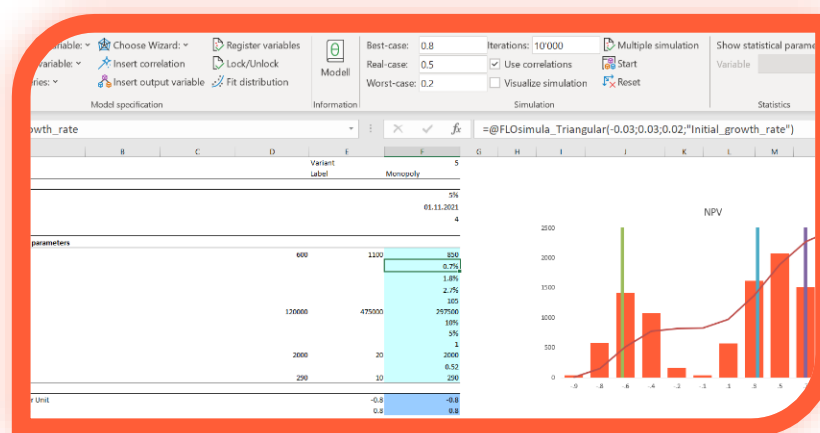 variable: Choose Wizard: Register variables Best-case: 0.8 Iterations: 10'000 Multiple simulation Show statistical parame
variable: Insert correlation Lock/Unlock Modell Real-case: 0.5 Use correlations Start Variable
ries: Insert output variable Fit distribution Worst-case: 0.2 Visualize simulation Reset
Model specification Information Simulation Statistics
owth_rate fx =@FLOsimula_Triangular(-0.03;0.03;0.02;"Initial_growth_rate")
B C D E F G H I J K L M
Variant 5
Label Monopoly
5%
01.11.2021
4
parameters
600 1100 850
0.7%
1.8%
2.7%
105
120000 475000 297500
10%
5%
1
2000 20 2000
0.52
290 10 290
r Unit -0.8 -0.8
0.8 0.8
NPV
2500
2000
1500
1000
500
0
-.9 -.8 -.6 -.4 -.2 -.1 .3 .5 .5